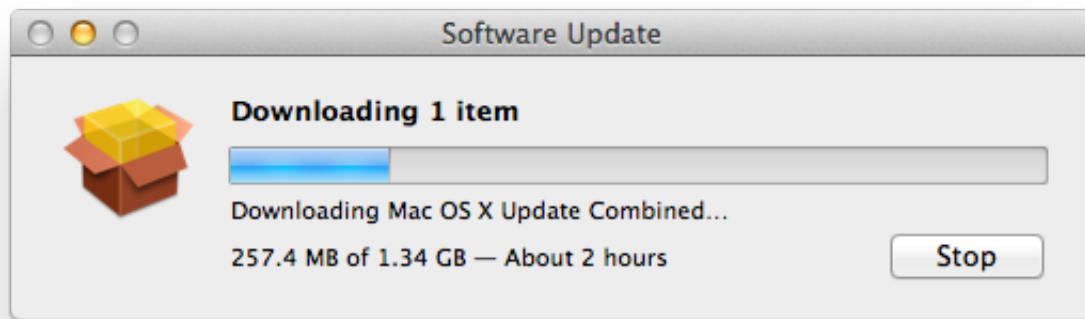 Software Update
Downloading 1 item
Downloading Mac OS X Update Combined...
257.4 MB of 1.34 GB — About 2 hours
Stop